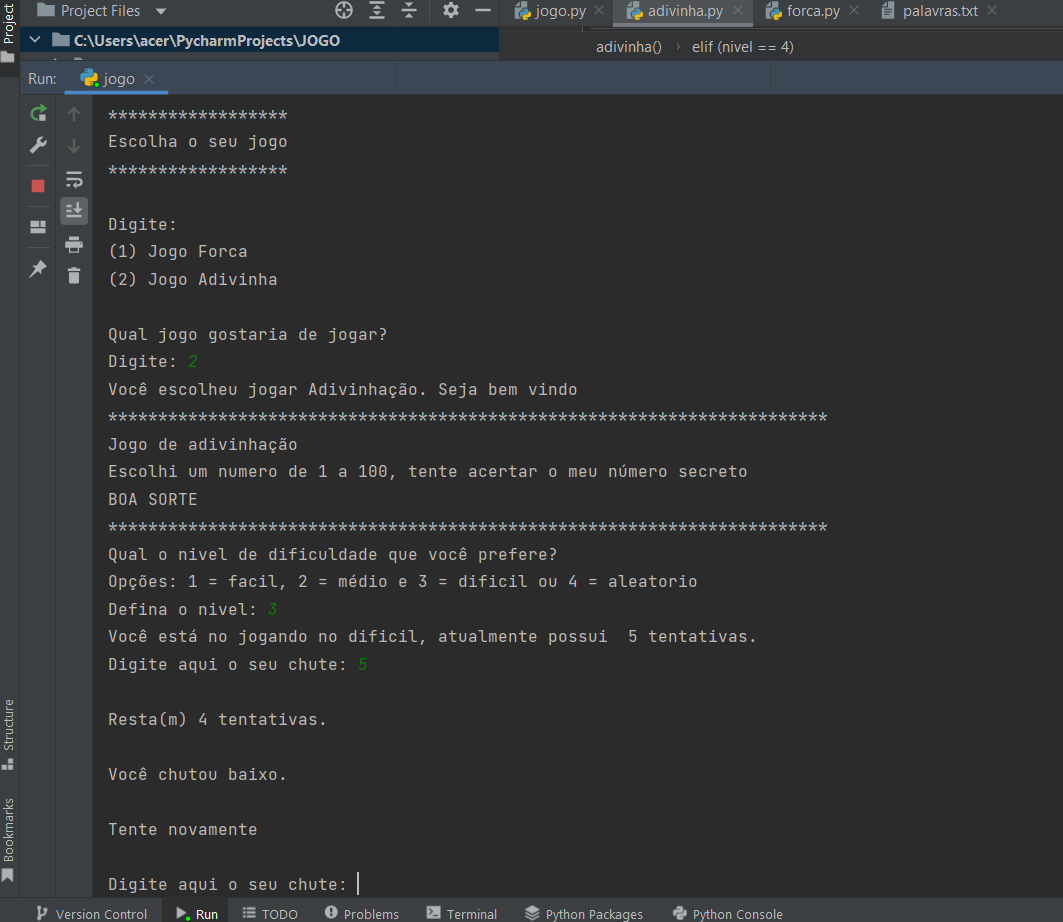 Project Files
jogo.py
adivinha.py
forca.py
palavras.txt
C:\Users\acer\PycharmProjects\JOGO
adivinha() › elif (nivel == 4)
Run: jogo
Project
******************
Escolha o seu jogo
******************
Digite:
(1) Jogo Forca
(2) Jogo Adivinha
Qual jogo gostaria de jogar?
Digite: 2
Você escolheu jogar Adivinhação. Seja bem vindo
************************************************************************
Jogo de adivinhação
Escolhi um numero de 1 a 100, tente acertar o meu número secreto
BOA SORTE
************************************************************************
Qual o nivel de dificuldade que você prefere?
Opções: 1 = facil, 2 = médio e 3 = dificil ou 4 = aleatorio
Defina o nivel: 3
Você está no jogando no dificil, atualmente possui  5 tentativas.
Digite aqui o seu chute: 5
Resta(m) 4 tentativas.
Você chutou baixo.
Tente novamente
Digite aqui o seu chute:
Structure
Bookmarks
Version Control
Run
TODO
Problems
Terminal
Python Packages
Python Console